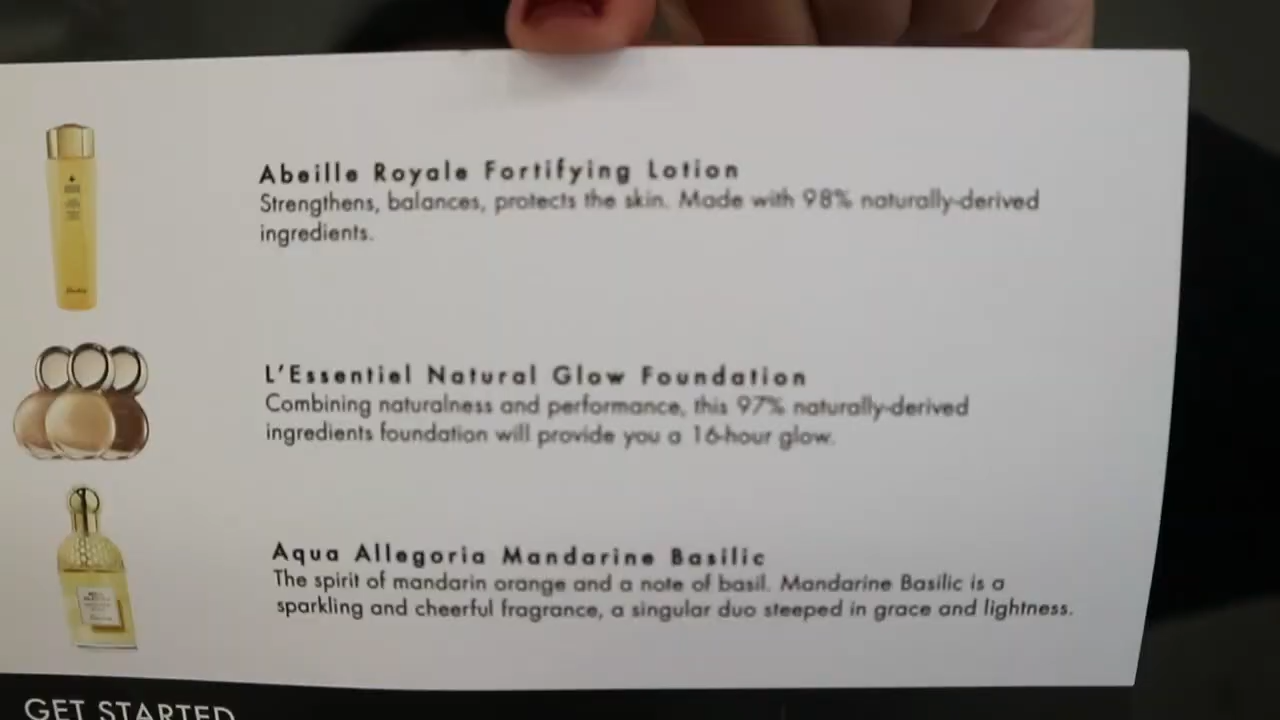 Abeille Royale Fortifying Lotion
Strengthens, balances, protects the skin. Made with 98% naturally-derived
ingredients.
L'Essentiel Natural Glow Foundation
Combining naturalness and performance, this 97% naturally-derived
ingredients foundation will provide you a 16-hour glow.
Aqua Allegoria Mandarine Basilic
The spirit of mandarin orange and a note of basil. Mandarine Basilic is a
sparkling and cheerful fragrance, a singular duo steeped in grace and lightness.
GET STARTED